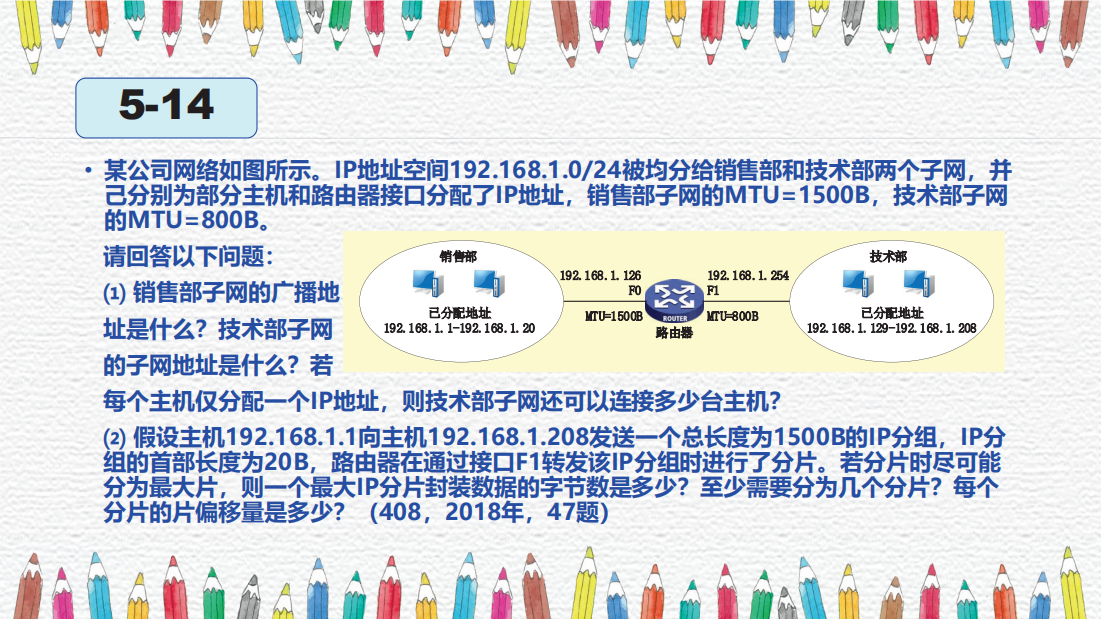 5-14
• 某公司网络如图所示。IP地址空间192.168.1.0/24被均分给销售部和技术部两个子网，并
己分别为部分主机和路由器接口分配了IP地址，销售部子网的MTU=1500B，技术部子网
的MTU=800B。
请回答以下问题：
⑴ 销售部子网的广播地
址是什么？技术部子网
的子网地址是什么？若
每个主机仅分配一个IP地址，则技术部子网还可以连接多少台主机？
销售部
已分配地址
192.168.1.1-192.168.1.20
192.168.1.126
F0
MTU=1500B
ROUTER
路由器
192.168.1.254
F1
MTU=800B
技术部
已分配地址
192.168.1.129-192.168.1.208
⑵ 假设主机192.168.1.1向主机192.168.1.208发送一个总长度为1500B的IP分组，IP分
组的首部长度为20B，路由器在通过接口F1转发该IP分组时进行了分片。若分片时尽可能
分为最大片，则一个最大IP分片封装数据的字节数是多少？至少需要分为几个分片？每个
分片的片偏移量是多少？（408，2018年，47题）